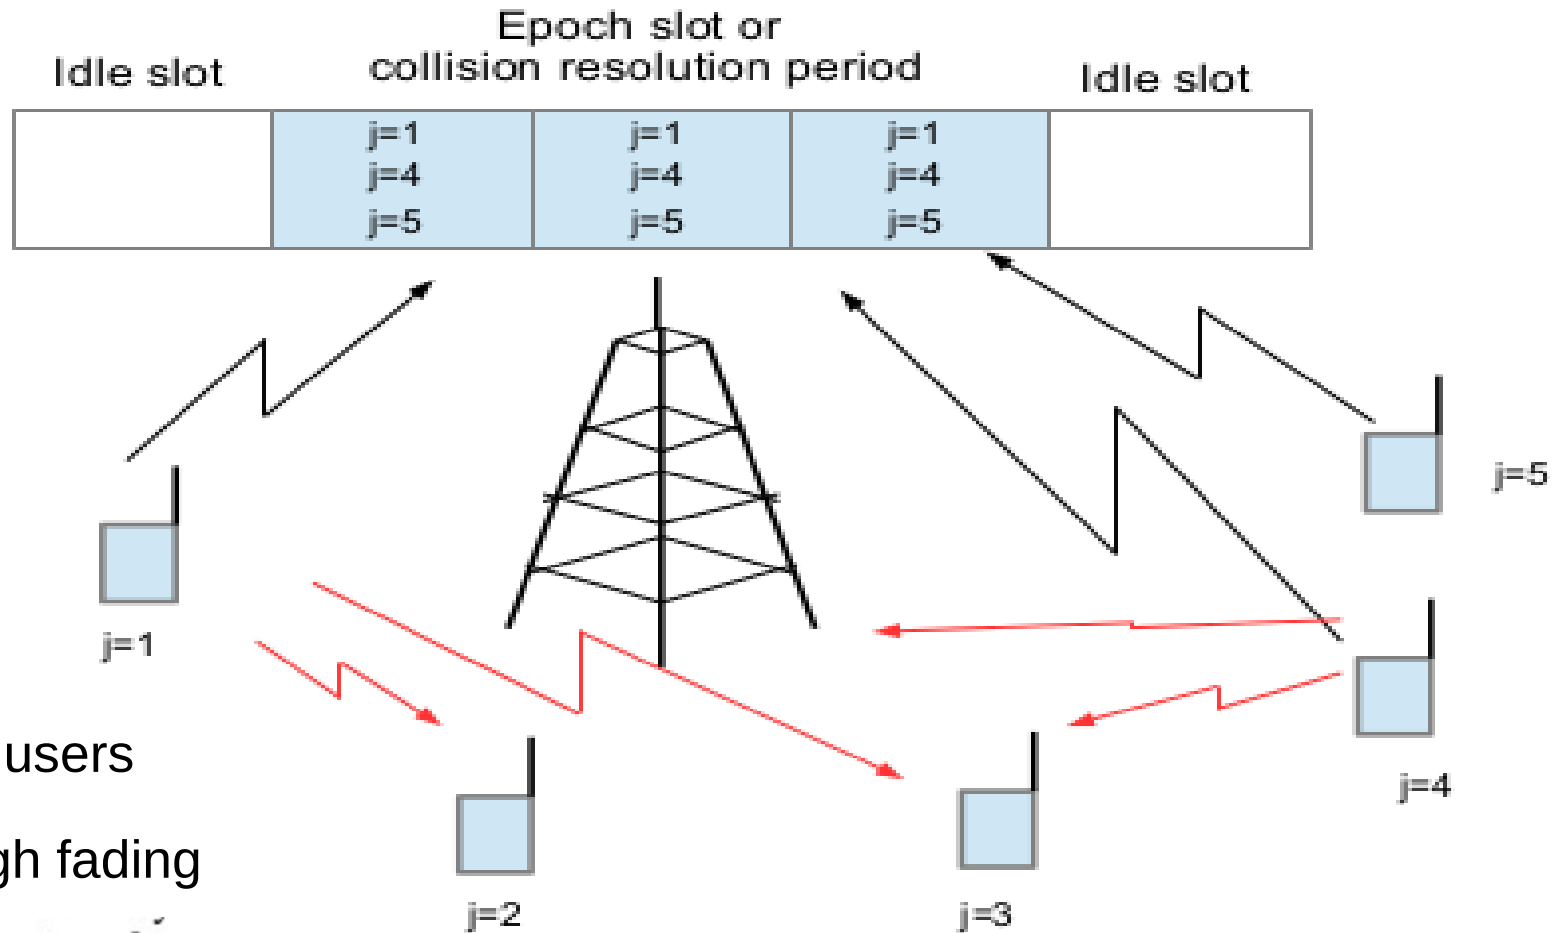 Epoch slot or
collision resolution period
Idle slot
Idle slot
j=1
j=4
j=5
j=1
j=4
j=5
j=1
j=4
j=5
j=5
j=1
j=4
j=2
j=3
users
fading